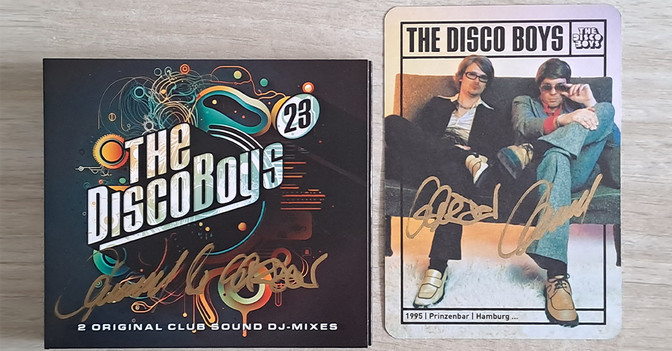 23
THE
DISCOBOYS
2 ORIGINAL CLUB SOUND DJ-MIXES
THE DISCO BOYS
THE
DISCO
BOYS
1995 | Prinzenbar | Hamburg ...